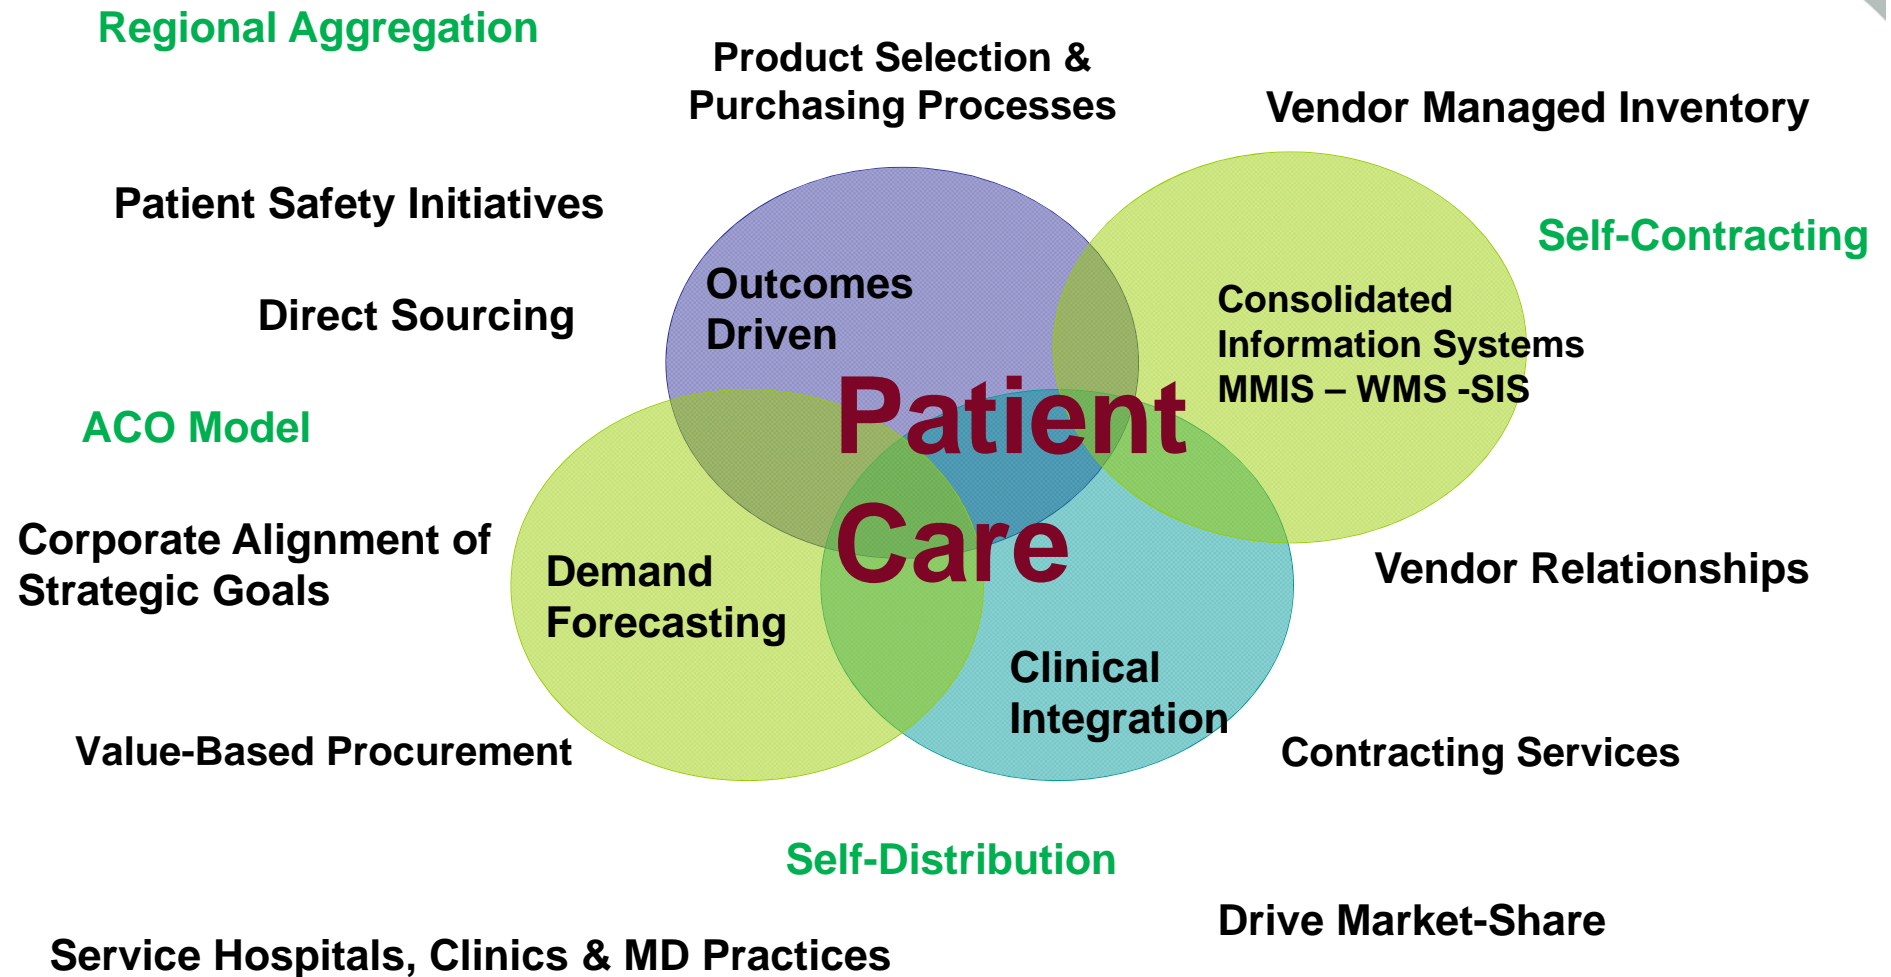 Regional Aggregation
Product Selection &
Purchasing Processes
Vendor Managed Inventory
Patient Safety Initiatives
Self-Contracting
Outcomes
Driven
Consolidated
Information Systems
MMIS – WMS -SIS
Direct Sourcing
Patient
Care
ACO Model
Corporate Alignment of
Strategic Goals
Demand
Forecasting
Vendor Relationships
Clinical
Integration
Value-Based Procurement
Contracting Services
Self-Distribution
Drive Market-Share
Service Hospitals, Clinics & MD Practices